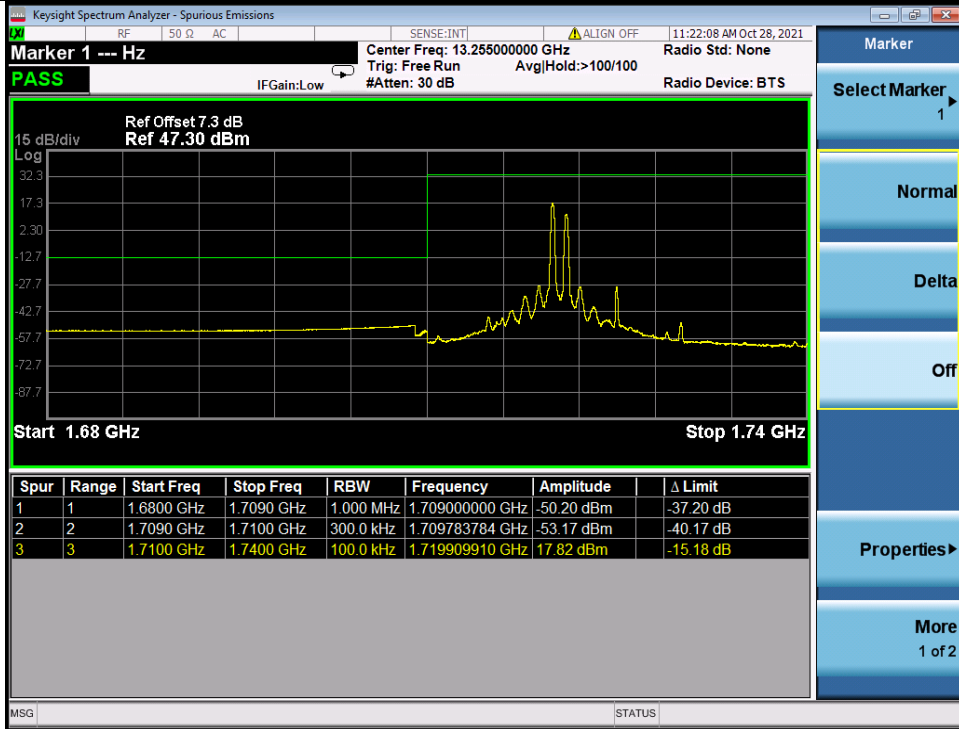 Keysight Spectrum Analyzer - Spurious Emissions
LXI RF 50 Ω AC SENSE:INT ALIGN OFF 11:22:08 AM Oct 28, 2021
Marker 1 --- Hz
Center Freq: 13.255000000 GHz Radio Std: None
Trig: Free Run Avg|Hold:>100/100
PASS IFGain:Low #Atten: 30 dB Radio Device: BTS
Ref Offset 7.3 dB
15 dB/div Ref 47.30 dBm
Log
32.3
17.3
2.30
-12.7
-27.7
-42.7
-57.7
-72.7
-87.7
Start 1.68 GHz Stop 1.74 GHz
Spur Range Start Freq Stop Freq RBW Frequency Amplitude Δ Limit
1 1 1.6800 GHz 1.7090 GHz 1.000 MHz 1.709000000 GHz -50.20 dBm -37.20 dB
2 2 1.7090 GHz 1.7100 GHz 300.0 kHz 1.709783784 GHz -53.17 dBm -40.17 dB
3 3 1.7100 GHz 1.7400 GHz 100.0 kHz 1.719909910 GHz 17.82 dBm -15.18 dB
MSG STATUS
Marker
Select Marker
1
Normal
Delta
Off
Properties
More
1 of 2